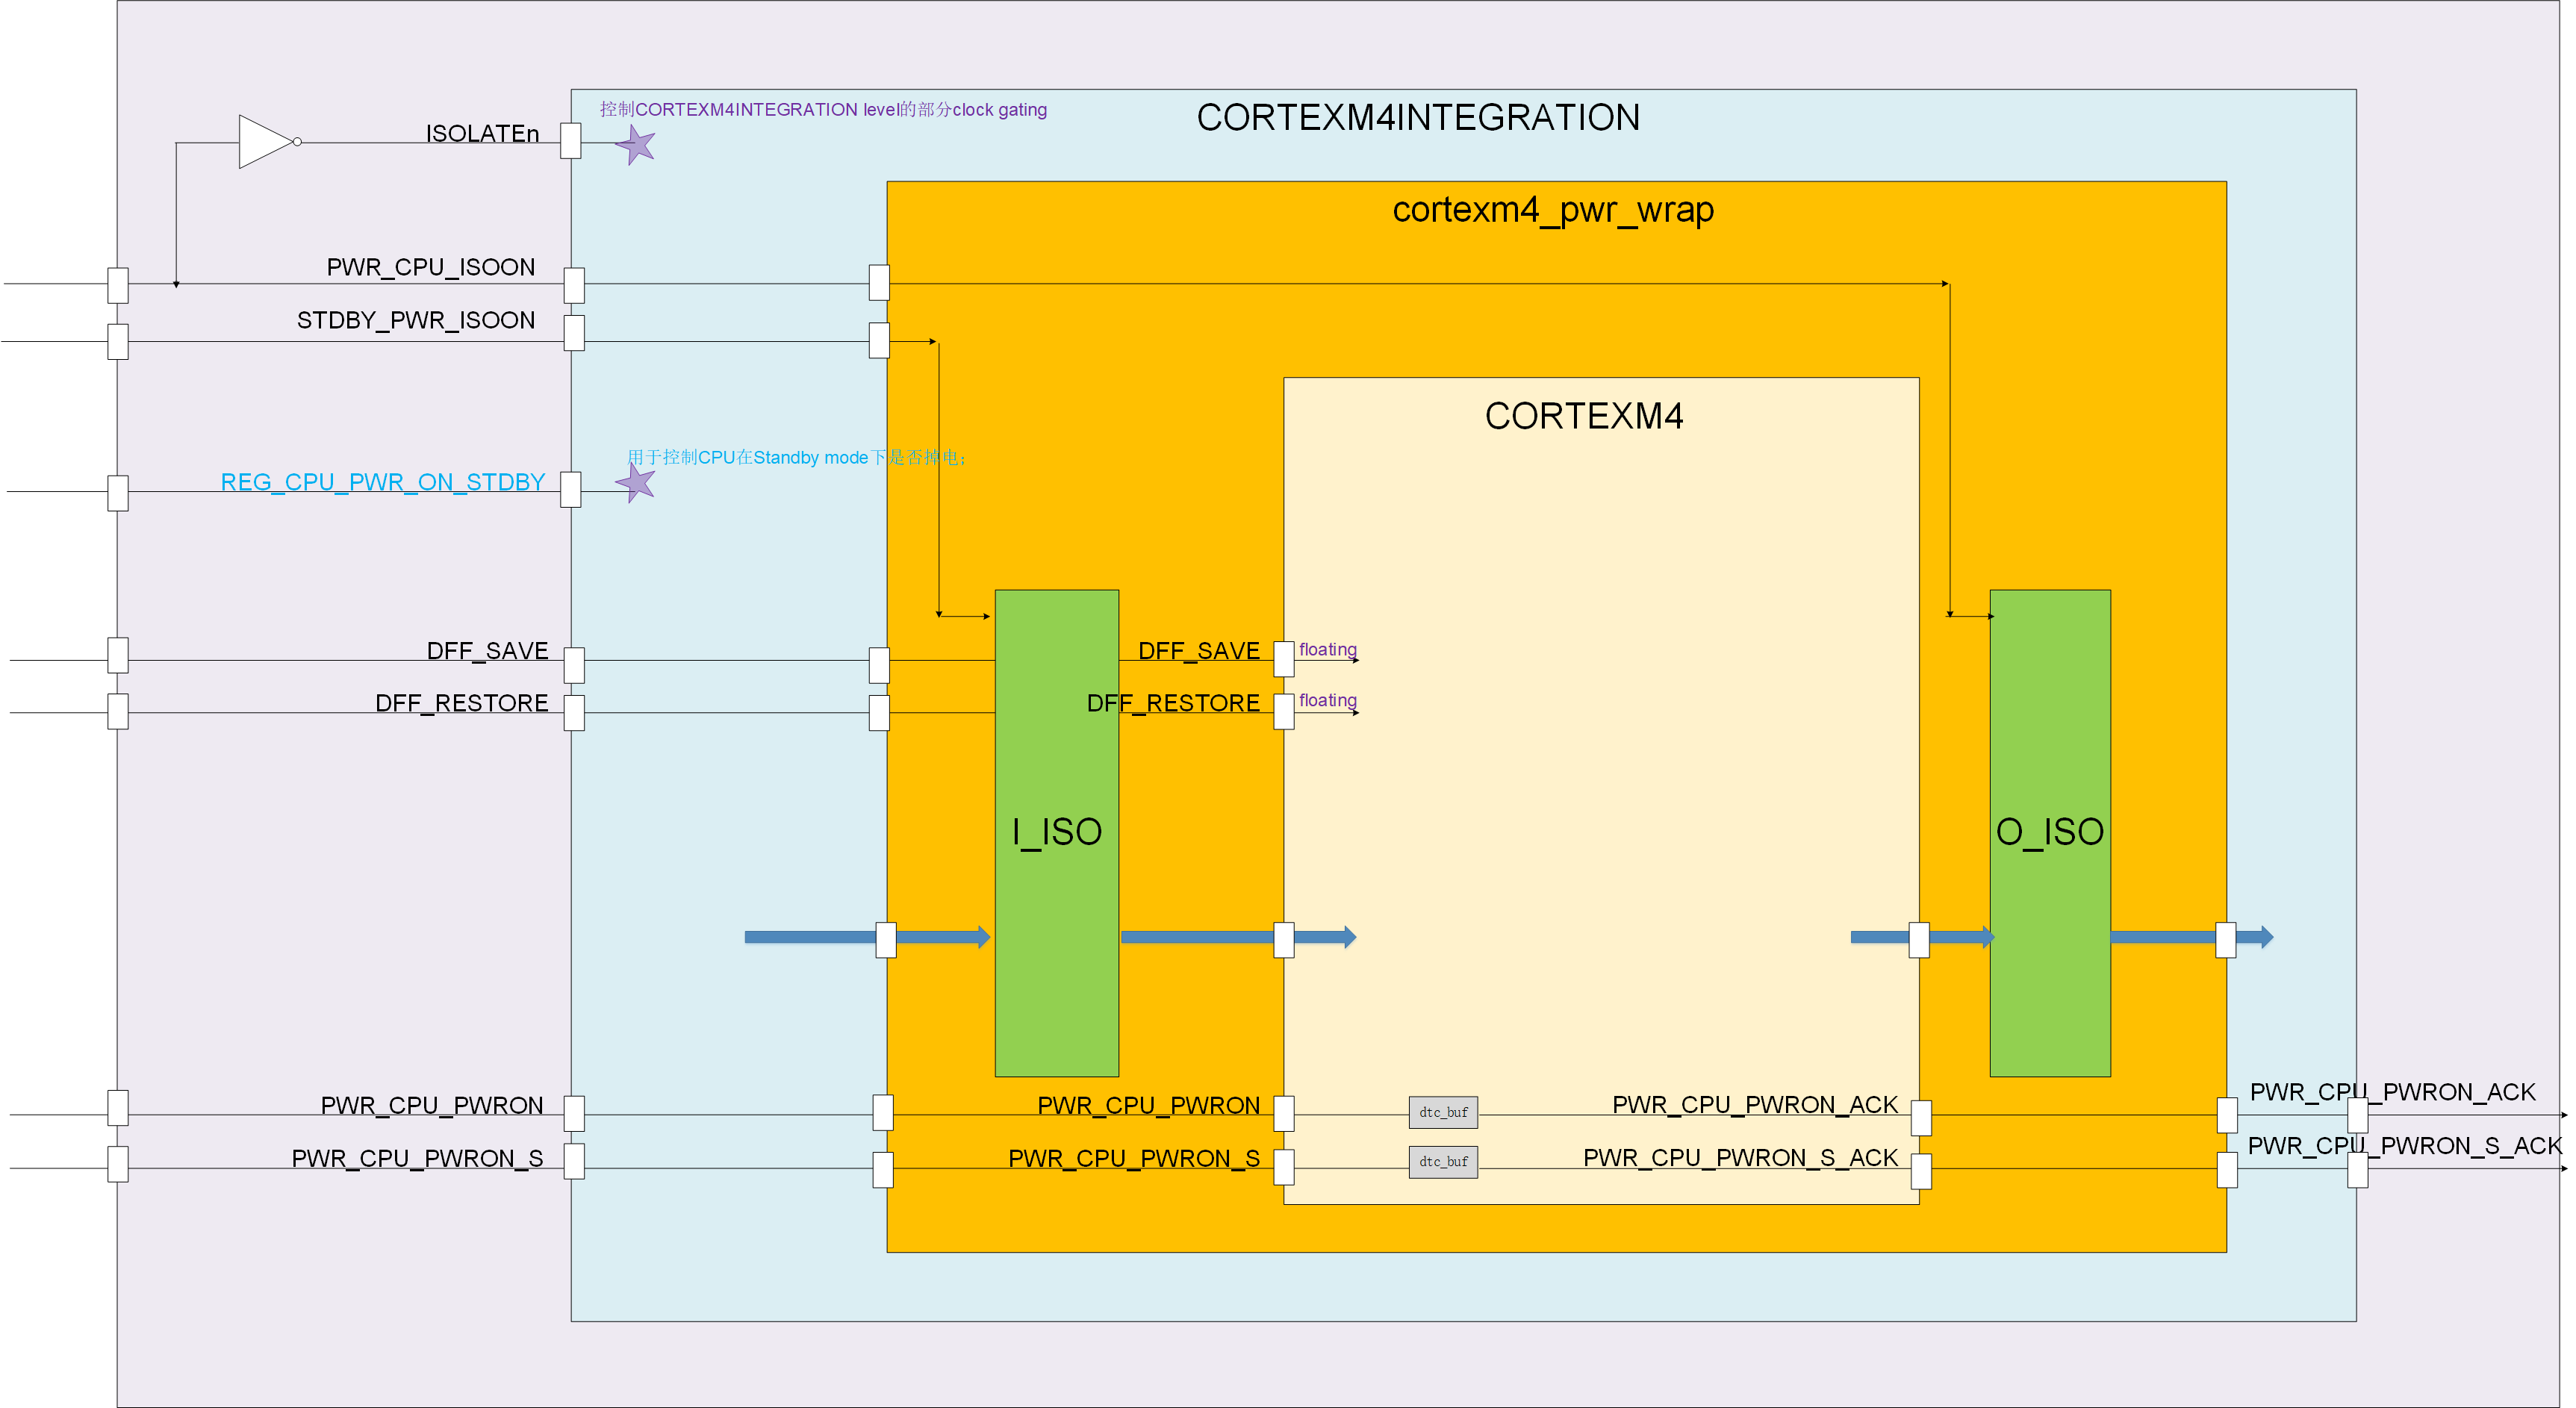 控制CORTEXM4INTEGRATION level的部分clock gating
CORTEXM4INTEGRATION
ISOLATEn
cortexm4_pwr_wrap
PWR_CPU_ISOON
STDBY_PWR_ISOON
CORTEXM4
用于控制CPU在Standby mode下是否掉电;
REG_CPU_PWR_ON_STDBY
DFF_SAVE
DFF_SAVE
floating
DFF_RESTORE
DFF_RESTORE
floating
I_ISO
O_ISO
PWR_CPU_PWRON
PWR_CPU_PWRON
dtc_buf
PWR_CPU_PWRON_ACK
PWR_CPU_PWRON_ACK
PWR_CPU_PWRON_S
PWR_CPU_PWRON_S
dtc_buf
PWR_CPU_PWRON_S_ACK
PWR_CPU_PWRON_S_ACK